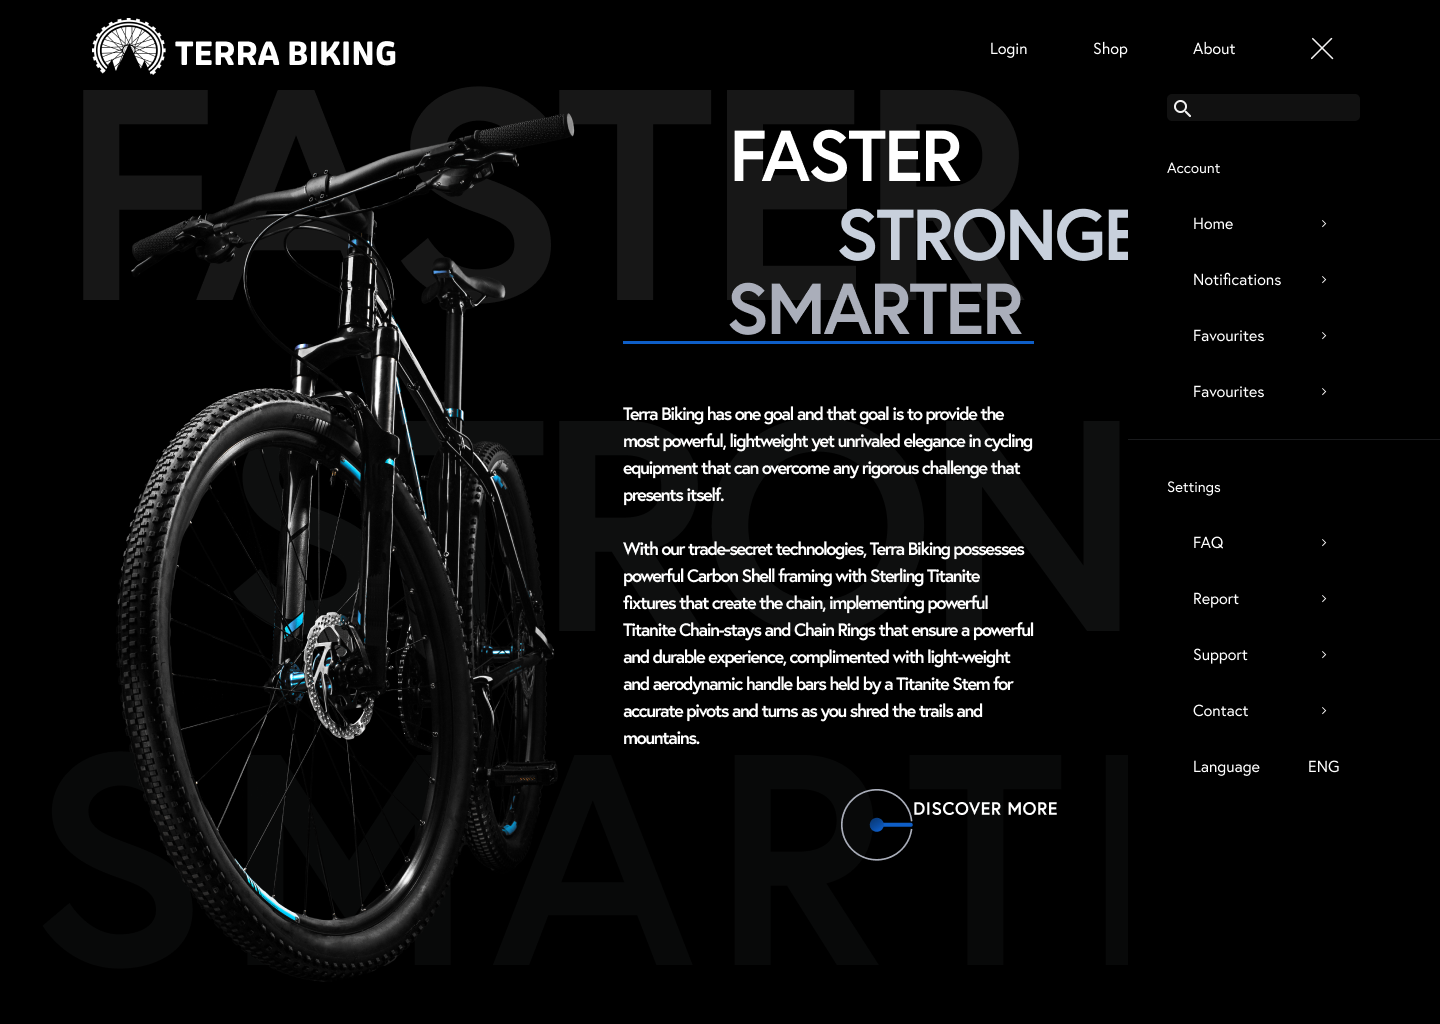 TERRA BIKING
Login
Shop
About
FASTER
FASTER
STRONGE
SMARTER
Terra Biking has one goal and that goal is to provide the
most powerful, lightweight yet unrivaled elegance in cycling
equipment that can overcome any rigorous challenge that
presents itself.
STRON
With our trade-secret technologies, Terra Biking possesses
powerful Carbon Shell framing with Sterling Titanite
fixtures that create the chain, implementing powerful
Titanite Chain-stays and Chain Rings that ensure a powerful
and durable experience, complimented with light-weight
and aerodynamic handle bars held by a Titanite Stem for
accurate pivots and turns as you shred the trails and
mountains.
SMART
DISCOVER MORE
Account
Home
Notifications
Favourites
Favourites
Settings
FAQ
Report
Support
Contact
Language ENG